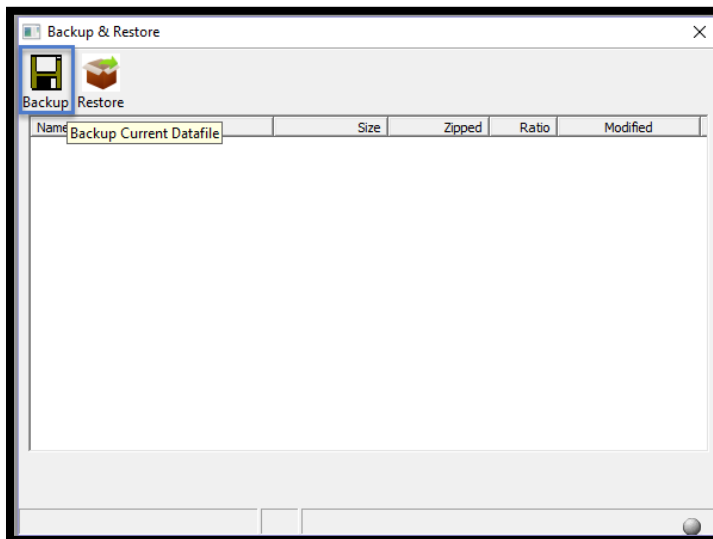 Backup & Restore
Backup Restore
Name Size Zipped Ratio Modified
Backup Current Datafile